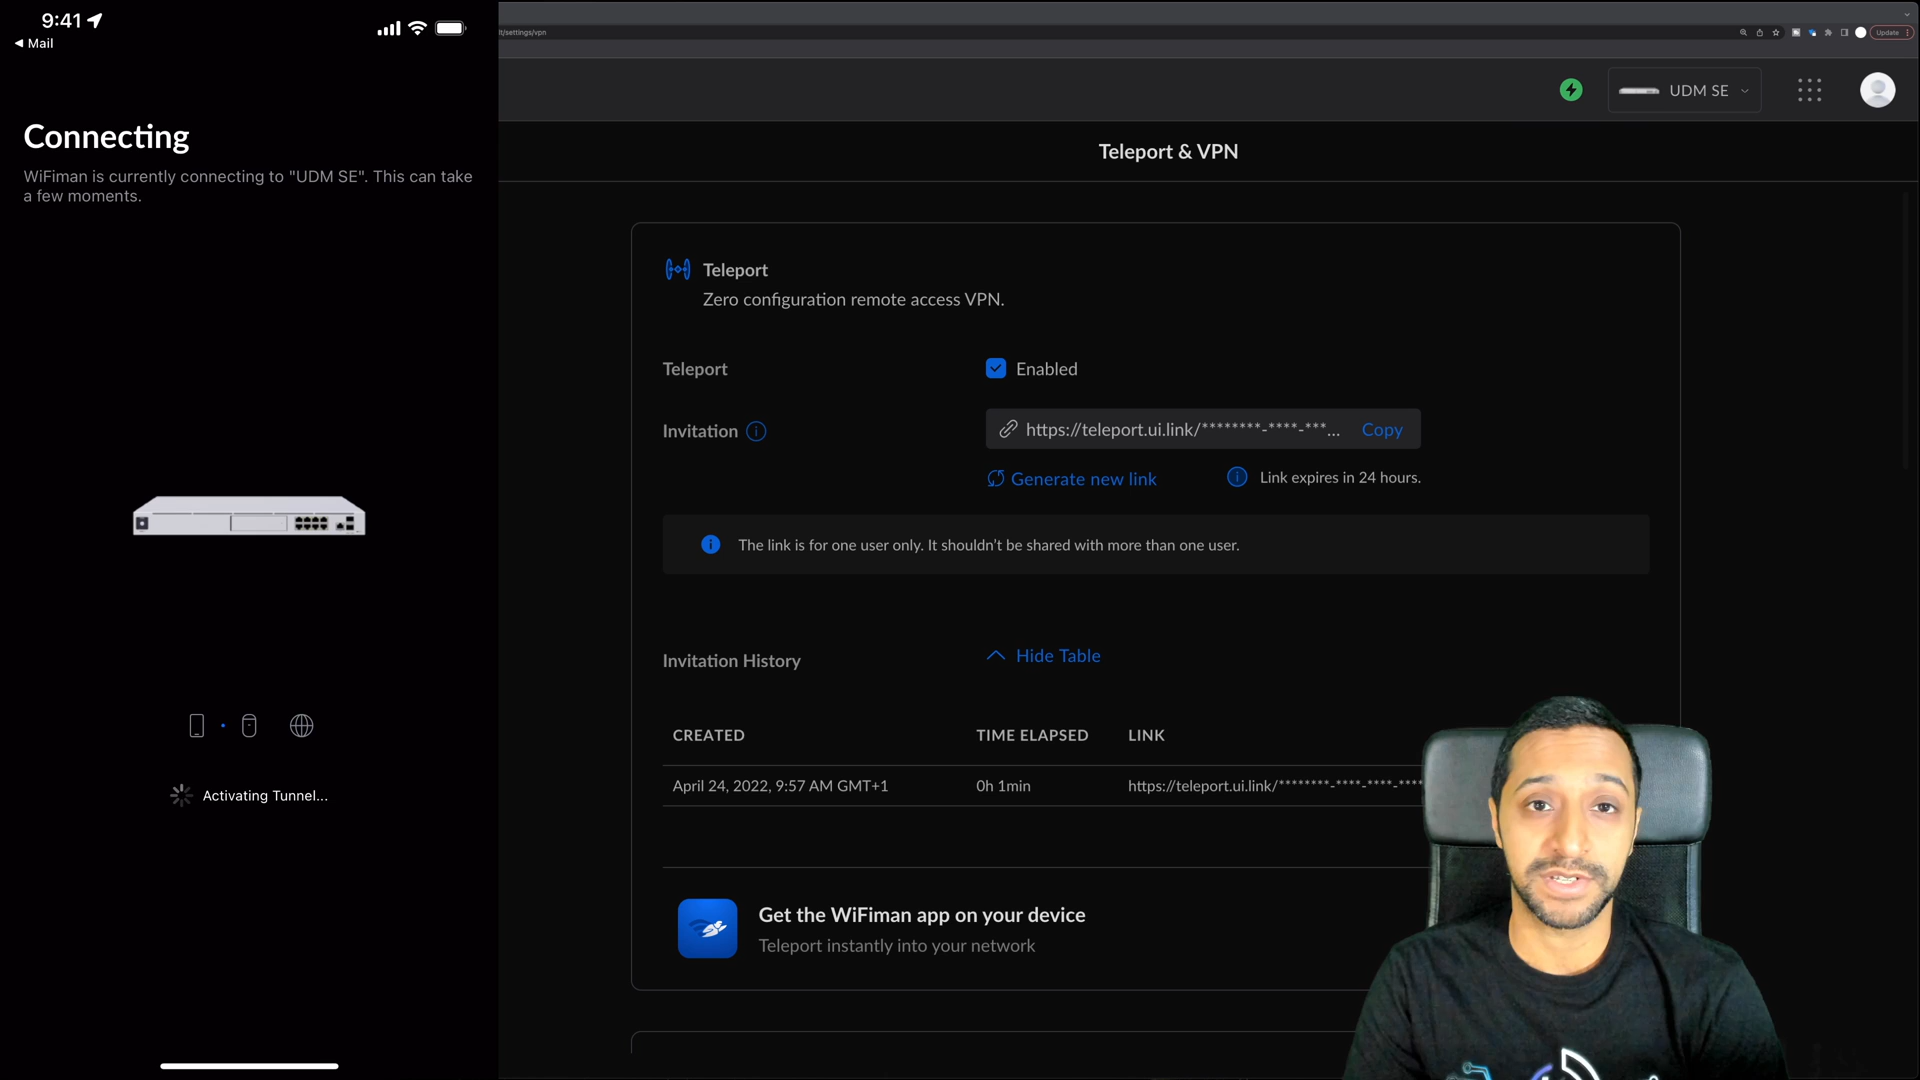 9:41
◀ Mail
Connecting
WiFiman is currently connecting to "UDM SE". This can take
a few moments.
Activating Tunnel...
/settings/vpn
Update
UDM SE
Teleport & VPN
Teleport
Zero configuration remote access VPN.
Teleport
Enabled
Invitation
https://teleport.ui.link/********-****-***...
Copy
Generate new link
Link expires in 24 hours.
The link is for one user only. It shouldn't be shared with more than one user.
Invitation History
Hide Table
CREATED TIME ELAPSED LINK
April 24, 2022, 9:57 AM GMT+1 0h 1min https://teleport.ui.link/********-****-****-****
Get the WiFiman app on your device
Teleport instantly into your network